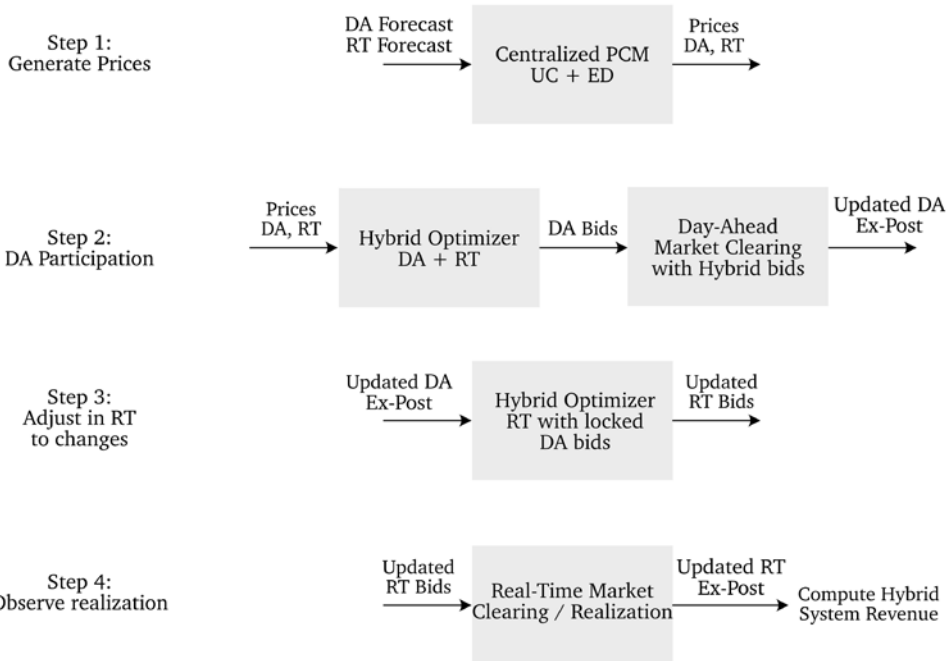 Step 1:
Generate Prices
DA Forecast
RT Forecast
Centralized PCM
UC + ED
Prices
DA, RT
Step 2:
DA Participation
Prices
DA, RT
Hybrid Optimizer
DA + RT
DA Bids
Day-Ahead
Market Clearing
with Hybrid bids
Updated DA
Ex-Post
Step 3:
Adjust in RT
to changes
Updated DA
Ex-Post
Hybrid Optimizer
RT with locked
DA bids
Updated
RT Bids
Step 4:
Observe realization
Updated
RT Bids
Real-Time Market
Clearing / Realization
Updated RT
Ex-Post
Compute Hybrid
System Revenue